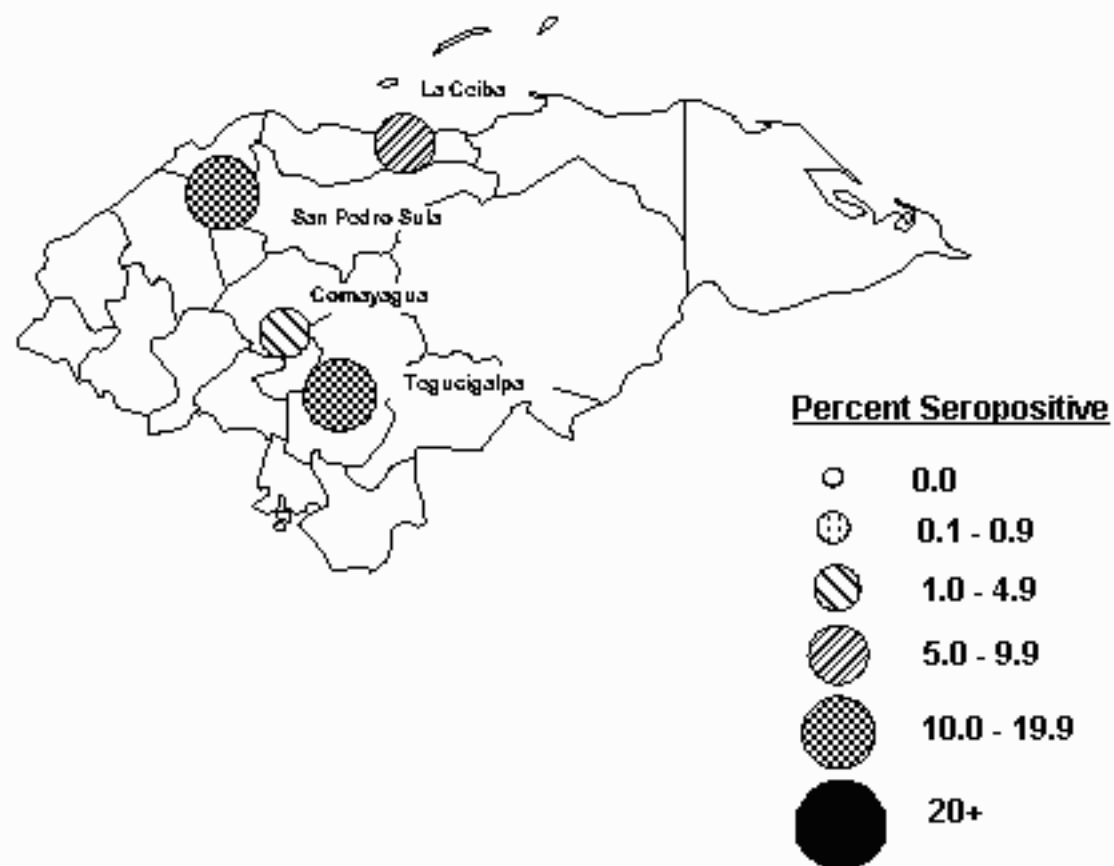 La Ceiba
San Pedro Sula
Comayagua
Tegucigalpa
Percent Seropositive
0.0
0.1 - 0.9
1.0 - 4.9
5.0 - 9.9
10.0 - 19.9
20+